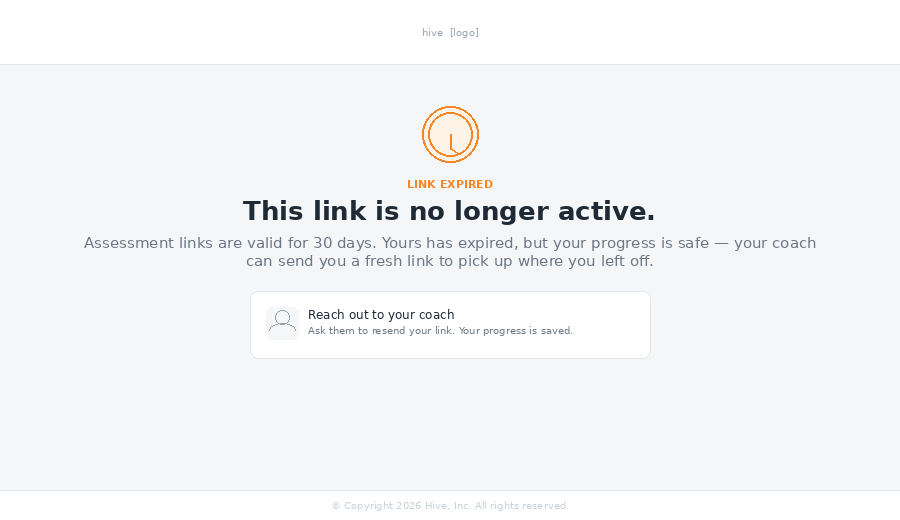 hive [logo]
LINK EXPIRED
This link is no longer active.
Assessment links are valid for 30 days. Yours has expired, but your progress is safe — your coach
can send you a fresh link to pick up where you left off.
Reach out to your coach
Ask them to resend your link. Your progress is saved.
© Copyright 2026 Hive, Inc. All rights reserved.